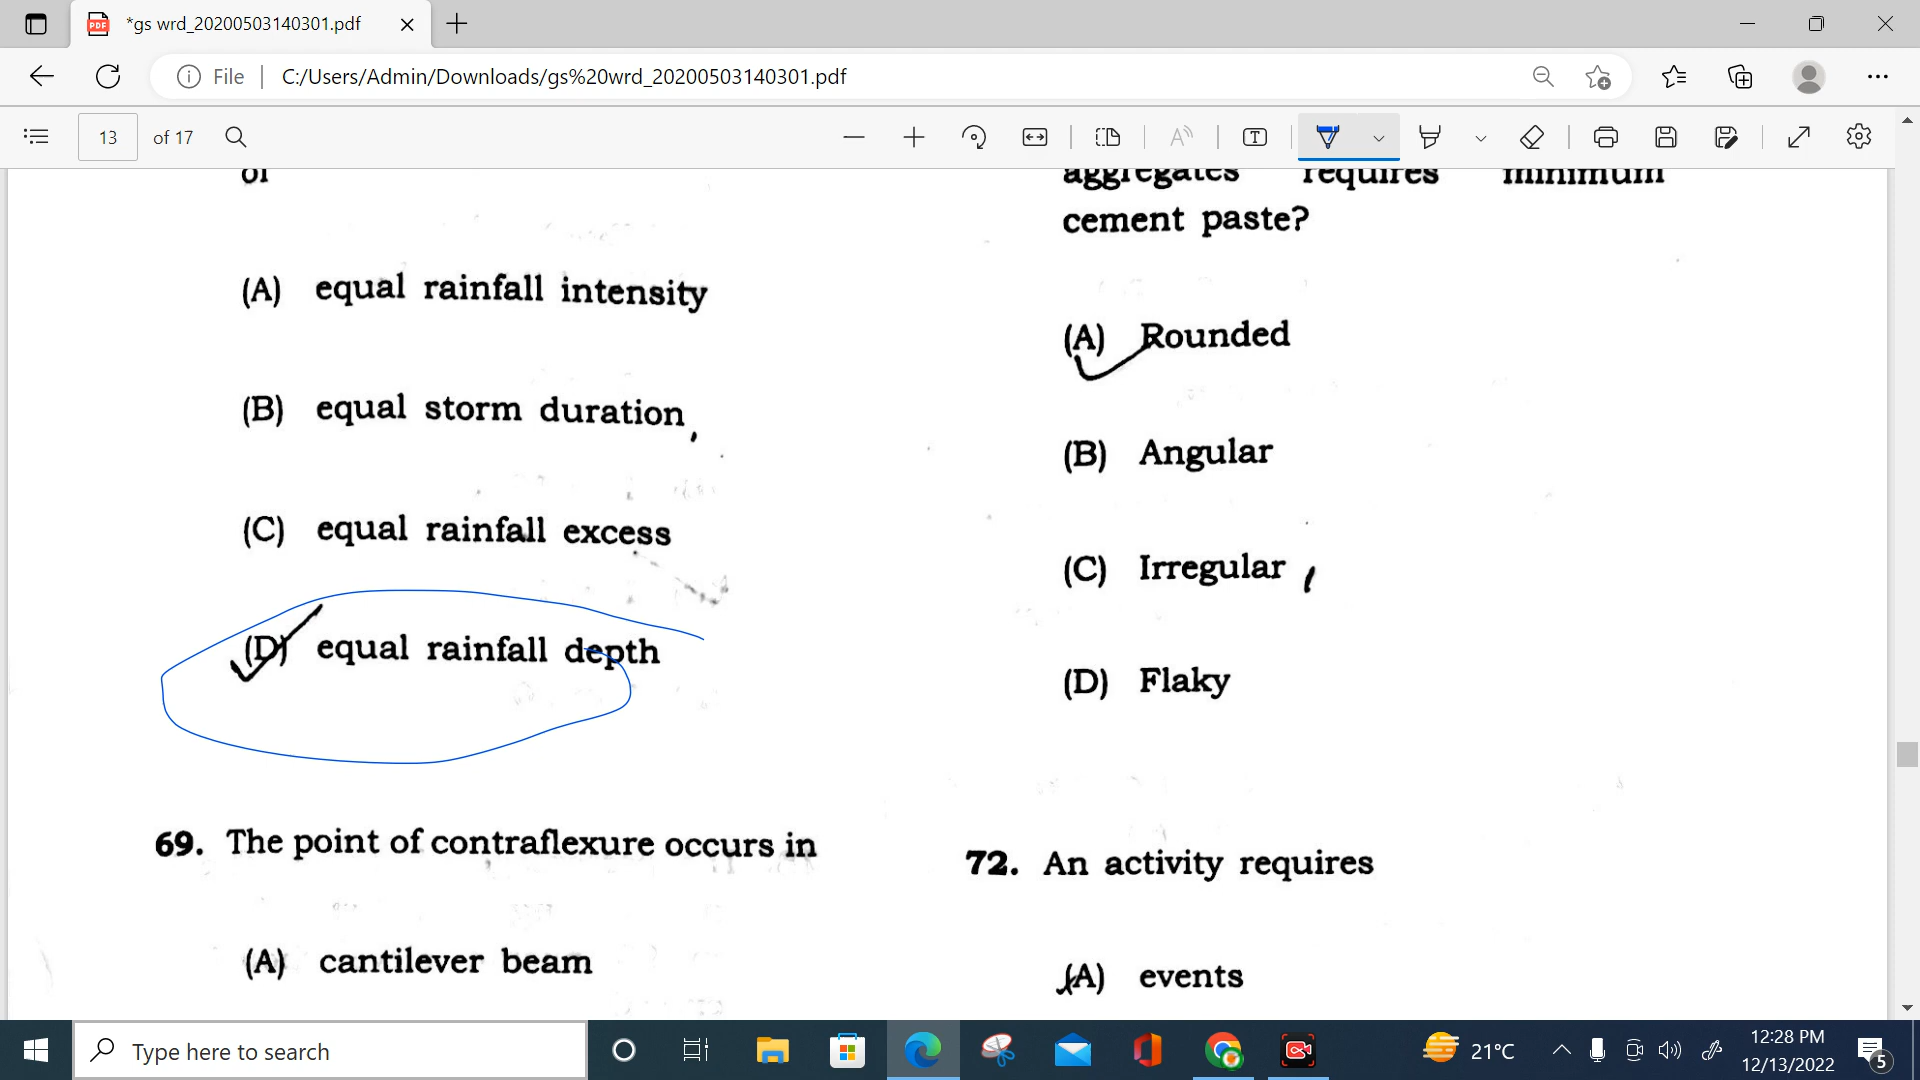 *gs wrd_20200503140301.pdf
File
C:/Users/Admin/Downloads/gs%20wrd_20200503140301.pdf
13 of 17
of
(A) equal rainfall intensity
(B) equal storm duration
(C) equal rainfall excess
(D) equal rainfall depth
69. The point of contraflexure occurs in
(A) cantilever beam
aggregates requires minimum
cement paste?
(A) Rounded
(B) Angular
(C) Irregular
(D) Flaky
72. An activity requires
(A) events
Type here to search
21°C
12:28 PM
12/13/2022
5